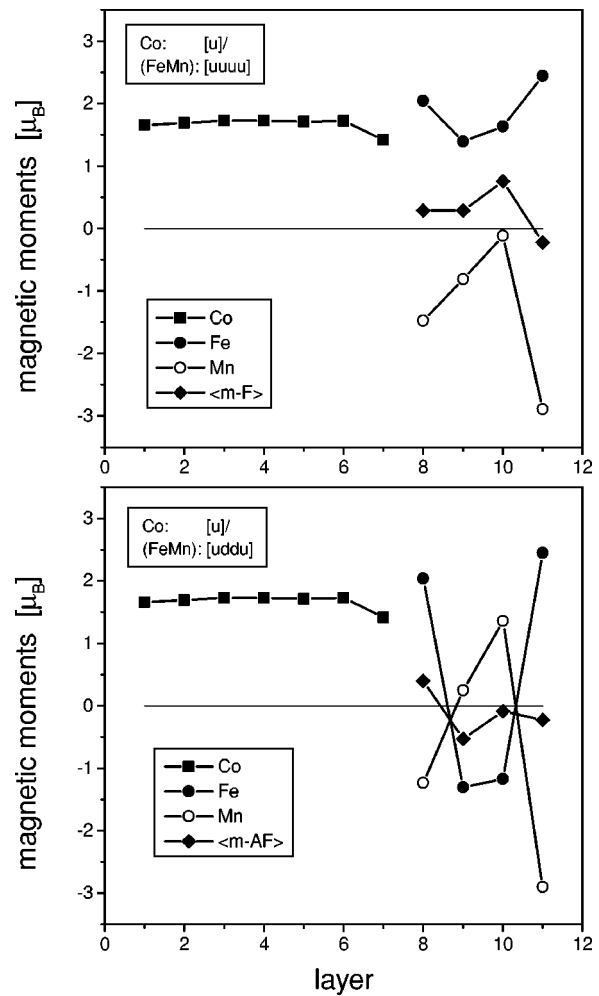 Co: [u]/
(FeMn): [uuuu]
magnetic moments [μB]
3
2
1
0
-1
-2
-3
Co
Fe
Mn
<m-F>
0 2 4 6 8 10 12
Co: [u]/
(FeMn): [uddu]
magnetic moments [μB]
3
2
1
0
-1
-2
-3
Co
Fe
Mn
<m-AF>
0 2 4 6 8 10 12
layer